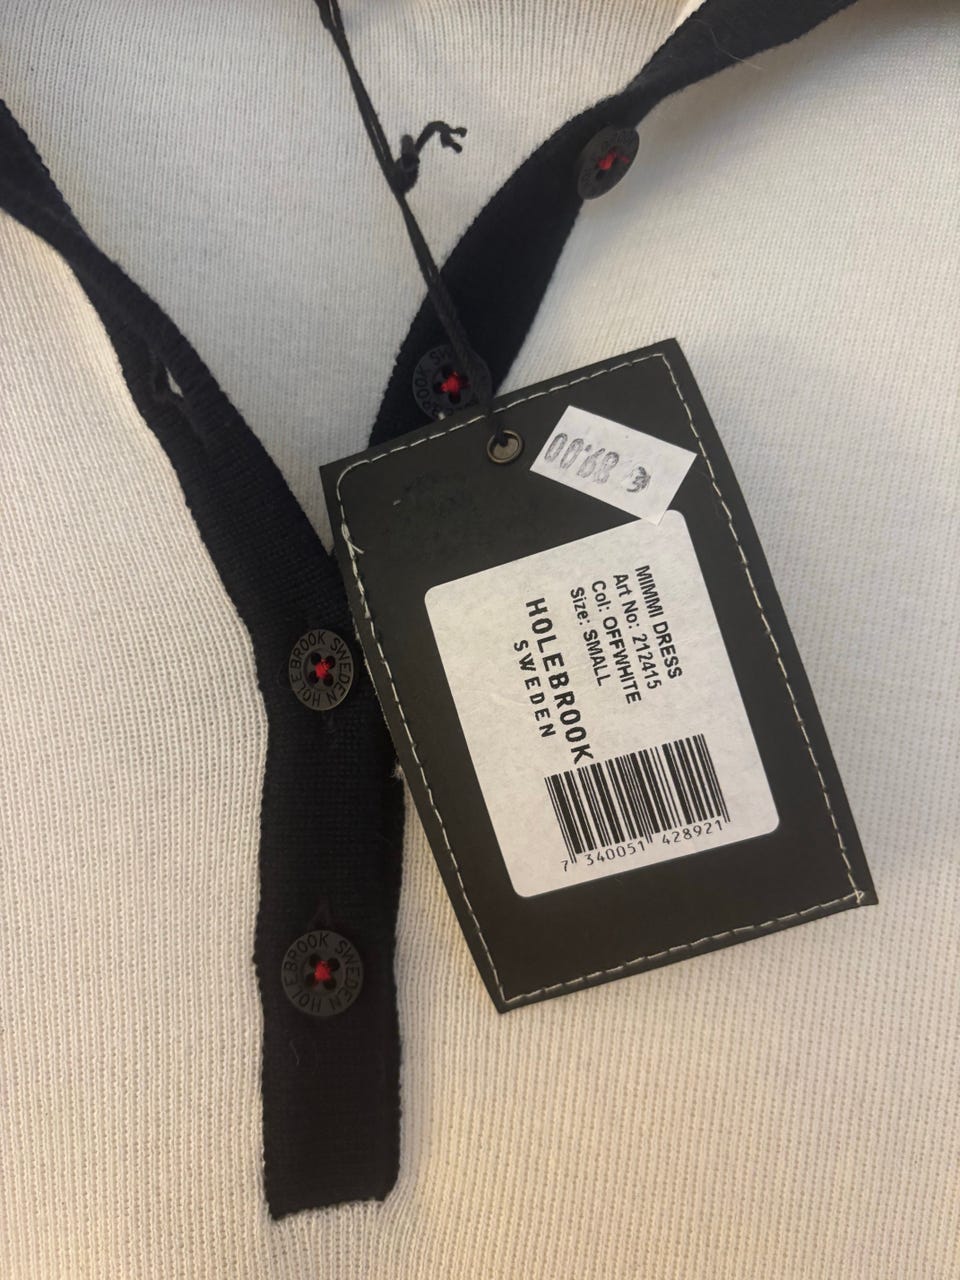 € 89.00
MIMMI DRESS
Art No: 212415
Col: OFFWHITE
Size: SMALL
HOLEBROOK
SWEDEN
7 340051 428921
HOLEBROOK SWEDEN
HOLEBROOK SWEDEN